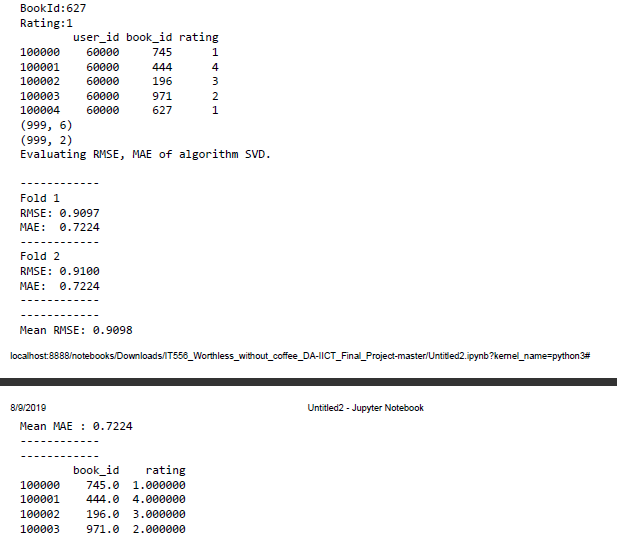 BookId:627
Rating:1
user_id book_id rating
100000 60000 745 1
100001 60000 444 4
100002 60000 196 3
100003 60000 971 2
100004 60000 627 1
(999, 6)
(999, 2)
Evaluating RMSE, MAE of algorithm SVD.
------------
Fold 1
RMSE: 0.9097
MAE: 0.7224
------------
Fold 2
RMSE: 0.9100
MAE: 0.7224
------------
------------
Mean RMSE: 0.9098
localhost:8888/notebooks/Downloads/IT556_Worthless_without_coffee_DA-IICT_Final_Project-master/Untitled2.ipynb?kernel_name=python3#
8/9/2019 Untitled2 - Jupyter Notebook
Mean MAE : 0.7224
------------
------------
book_id rating
100000 745.0 1.000000
100001 444.0 4.000000
100002 196.0 3.000000
100003 971.0 2.000000